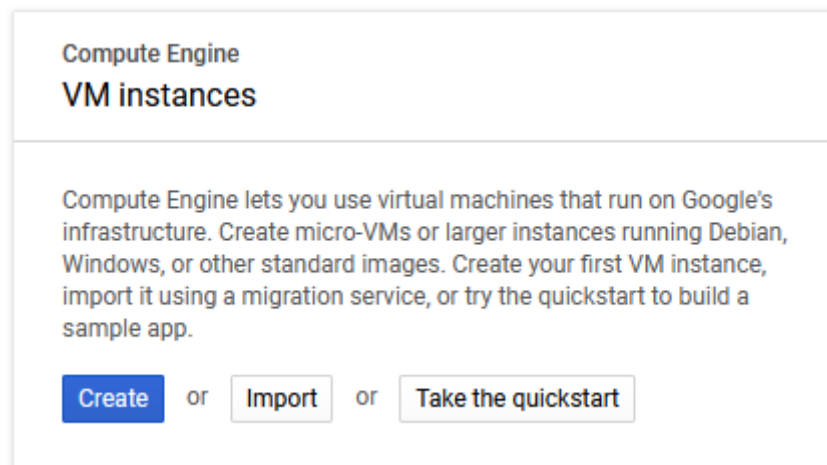 Compute Engine
VM instances
Compute Engine lets you use virtual machines that run on Google's
infrastructure. Create micro-VMs or larger instances running Debian,
Windows, or other standard images. Create your first VM instance,
import it using a migration service, or try the quickstart to build a
sample app.
Create or Import or Take the quickstart